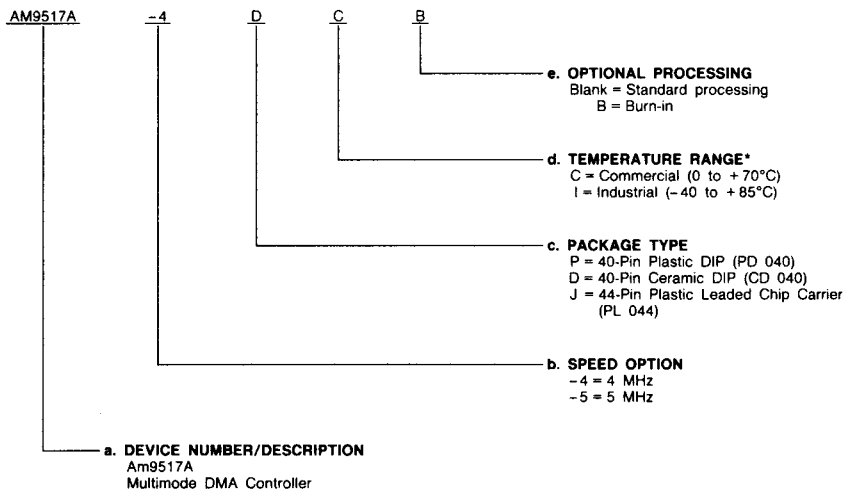 AM9517A -4 D C B
e. OPTIONAL PROCESSING
Blank = Standard processing
B = Burn-in
d. TEMPERATURE RANGE*
C = Commercial (0 to +70°C)
I = Industrial (-40 to +85°C)
c. PACKAGE TYPE
P = 40-Pin Plastic DIP (PD 040)
D = 40-Pin Ceramic DIP (CD 040)
J = 44-Pin Plastic Leaded Chip Carrier
(PL 044)
b. SPEED OPTION
-4 = 4 MHz
-5 = 5 MHz
a. DEVICE NUMBER/DESCRIPTION
Am9517A
Multimode DMA Controller